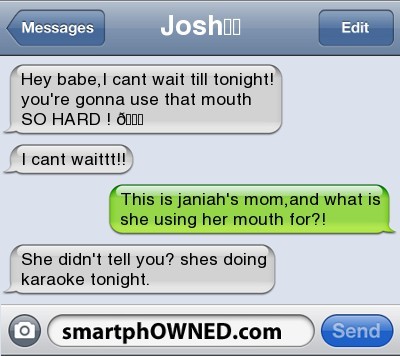 Messages
Josh
Edit
Hey babe,I cant wait till tonight!
you're gonna use that mouth
SO HARD ! ð
I cant waittt!!
This is janiah's mom,and what is
she using her mouth for?!
She didn't tell you? shes doing
karaoke tonight.
smartphOWNED.com
Send